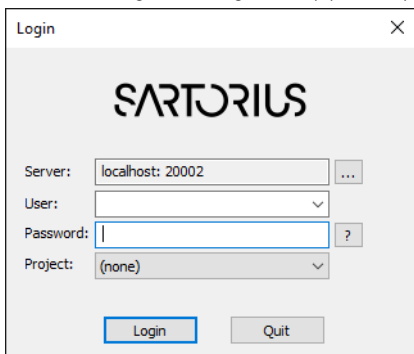 Login
SARTORIUS
Server: localhost: 20002 ...
User:
Password: ?
Project: (none)
Login Quit